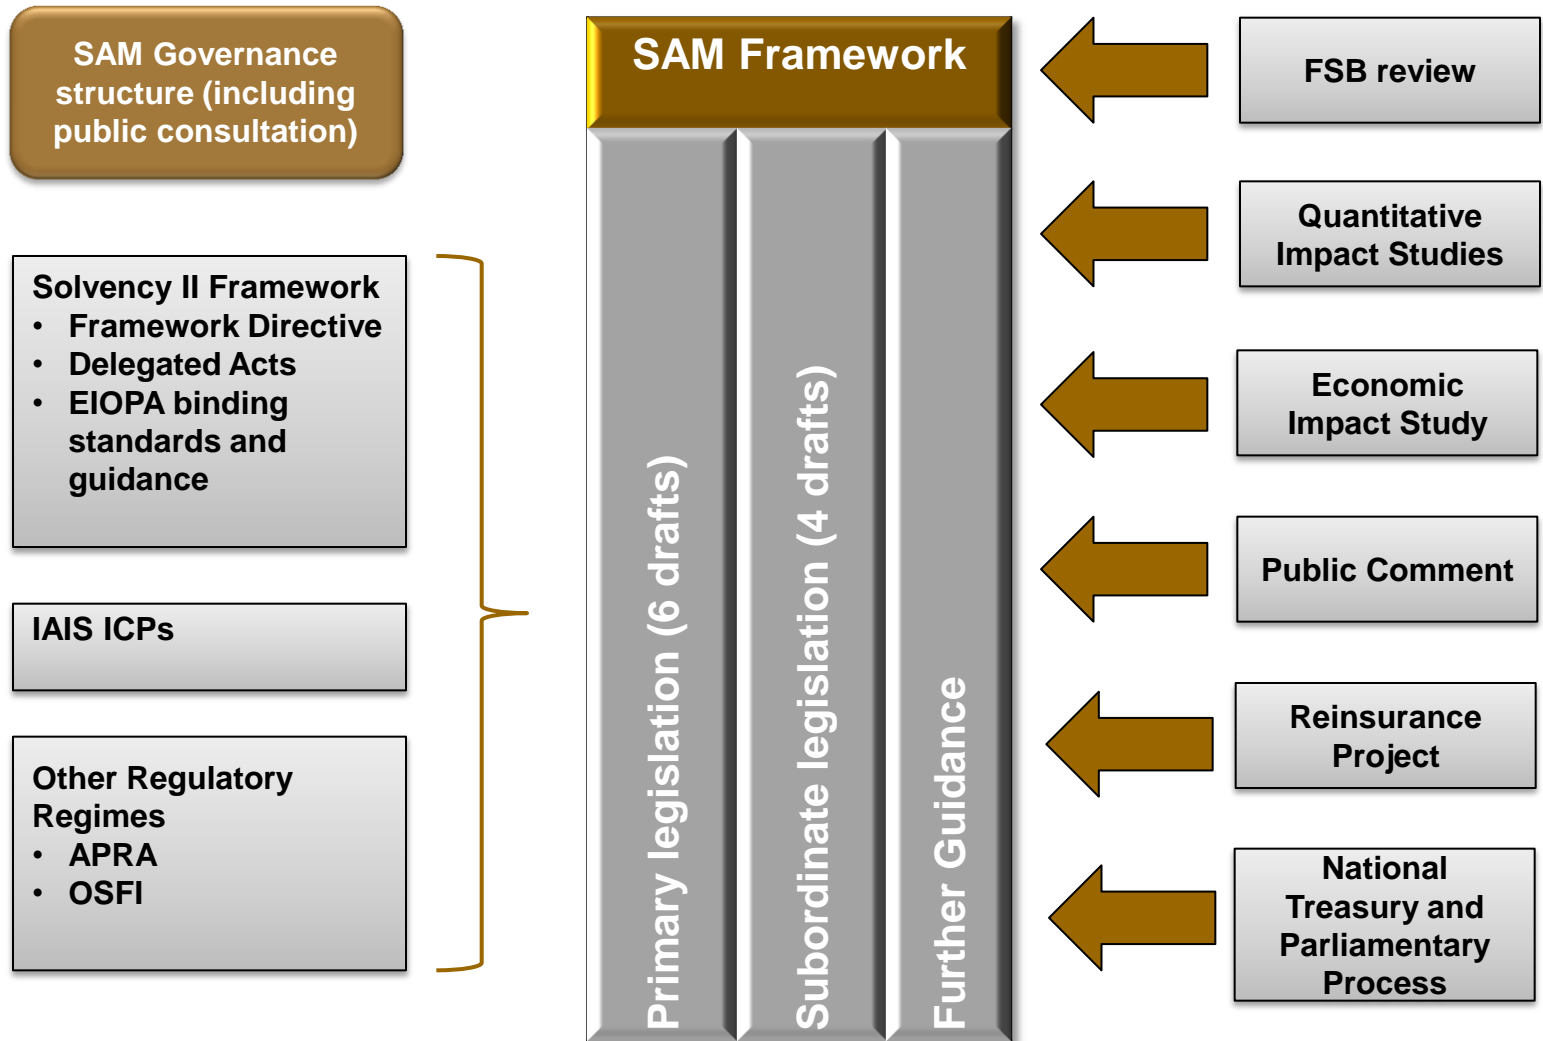 SAM Governance
structure (including
public consultation)
Solvency II Framework
• Framework Directive
• Delegated Acts
• EIOPA binding
standards and
guidance
IAIS ICPs
Other Regulatory
Regimes
• APRA
• OSFI
SAM Framework
Primary legislation (6 drafts)
Subordinate legislation (4 drafts)
Further Guidance
FSB review
Quantitative
Impact Studies
Economic
Impact Study
Public Comment
Reinsurance
Project
National
Treasury and
Parliamentary
Process